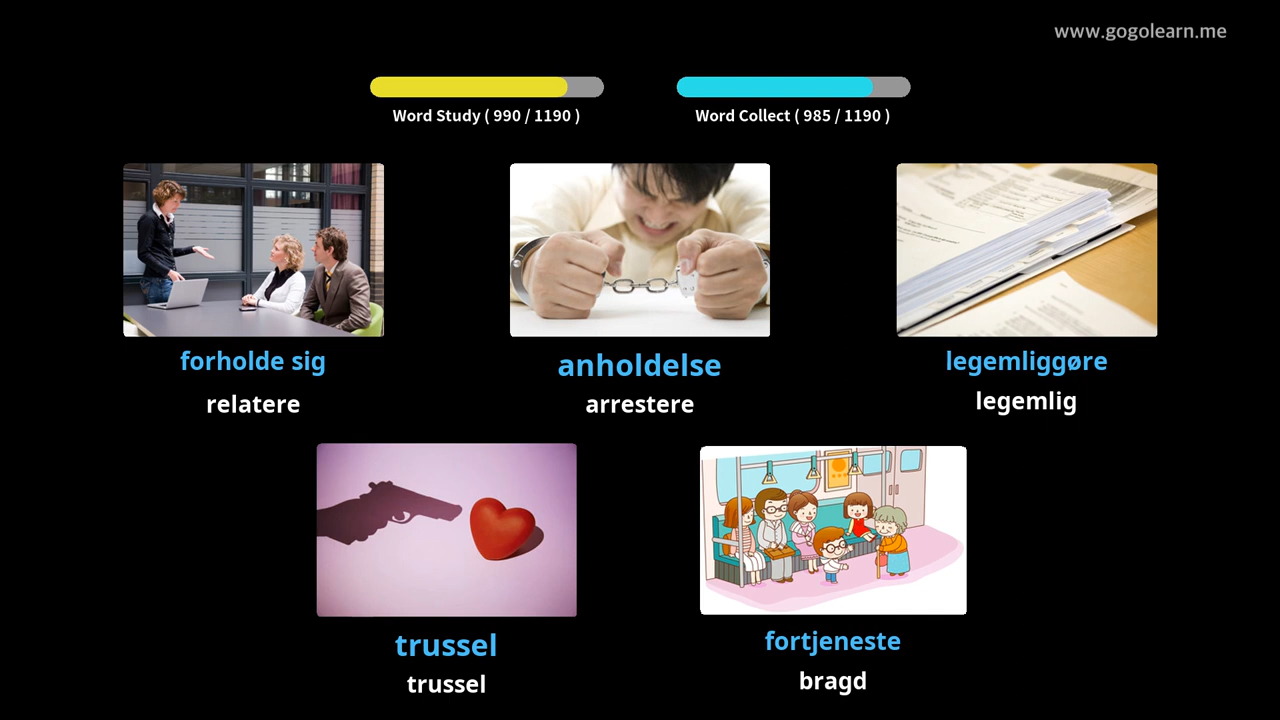 www.gogolearn.me
Word Study ( 990 / 1190 )
Word Collect ( 985 / 1190 )
forholde sig
relatere
anholdelse
arrestere
legemliggøre
legemlig
trussel
trussel
fortjeneste
bragd